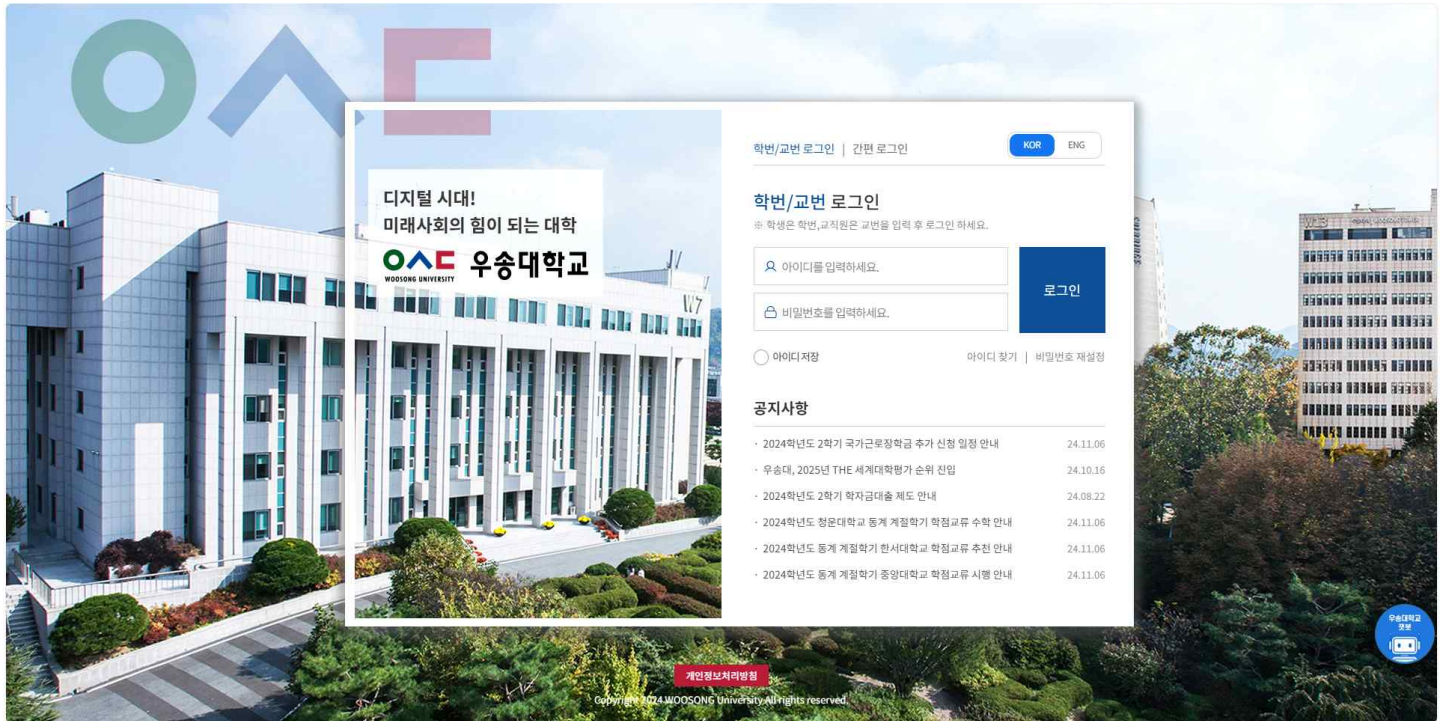 학번/교번 로그인 | 간편 로그인
KOR ENG
디지털 시대!
미래사회의 힘이 되는 대학
WOOSONG UNIVERSITY 우송대학교
학번/교번 로그인
※ 학생은 학번,교직원은 교번을 입력 후 로그인 하세요.
아이디를 입력하세요.
비밀번호를 입력하세요.
로그인
아이디 저장
아이디 찾기 | 비밀번호 재설정
공지사항
· 2024학년도 2학기 국가근로장학금 추가 신청 일정 안내 24.11.06
· 우송대, 2025년 THE 세계대학평가 순위 진입 24.10.16
· 2024학년도 2학기 학자금대출 제도 안내 24.08.22
· 2024학년도 청운대학교 동계 계절학기 학점교류 수학 안내 24.11.06
· 2024학년도 동계 계절학기 한서대학교 학점교류 추천 안내 24.11.06
· 2024학년도 동계 계절학기 중앙대학교 학점교류 시행 안내 24.11.06
W7
W13
우송대학교
챗봇
개인정보처리방침
Copyright 2024 WOOSONG University All rights reserved.